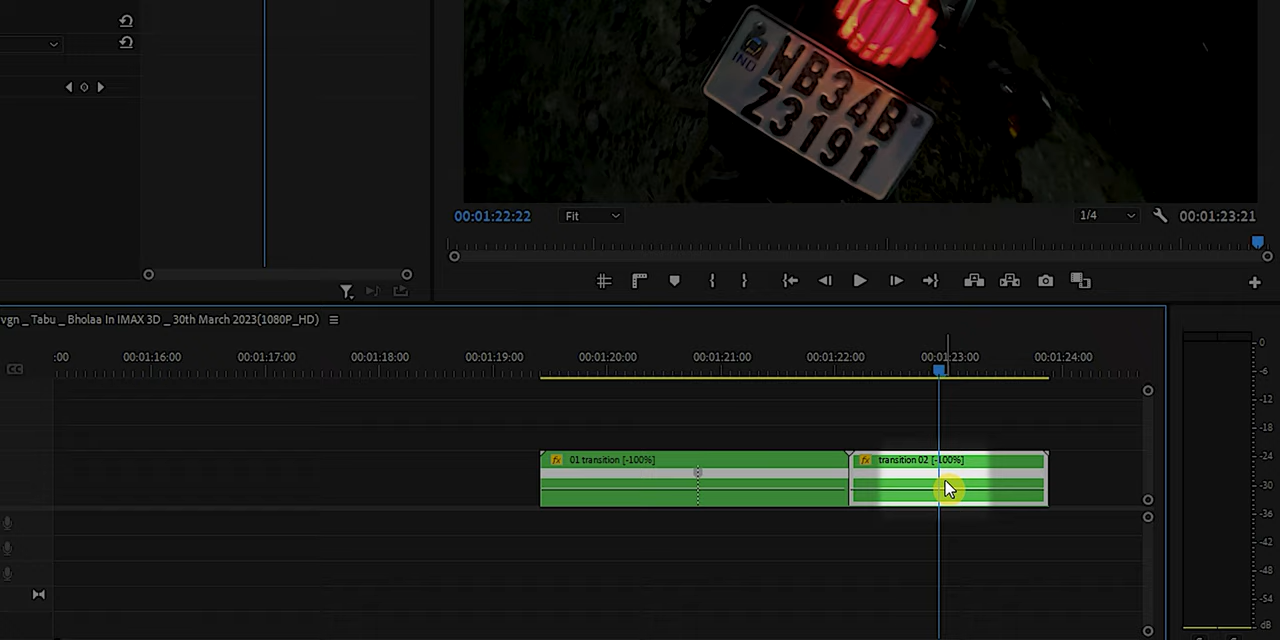 IND
WB34B
Z3191
00:01:22:22
Fit
1/4
00:01:23:21
vgn _ Tabu _ Bholaa In IMAX 3D _ 30th March 2023(1080P_HD)
:00
00:01:16:00
00:01:17:00
00:01:18:00
00:01:19:00
00:01:20:00
00:01:21:00
00:01:22:00
00:01:23:00
00:01:24:00
CC
fx
01 transition [-100%]
fx
transition 02 [-100%]
0
-6
-12
-18
-24
-30
-36
-42
-48
-54
dB